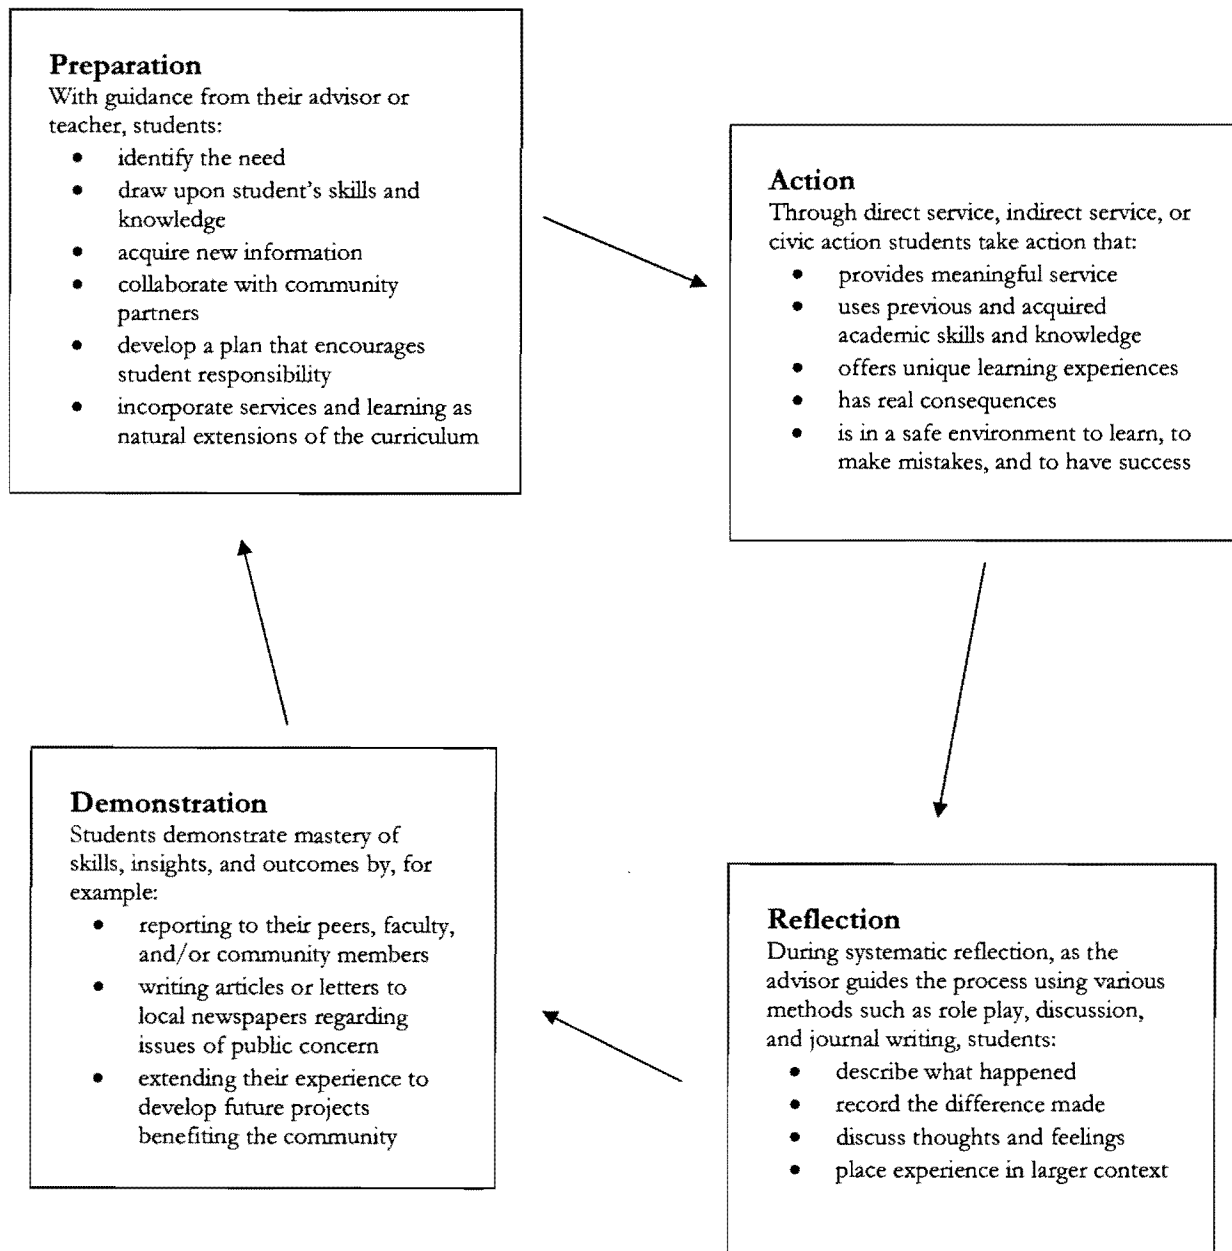 Preparation
With guidance from their advisor or
teacher, students:
• identify the need
• draw upon student's skills and
knowledge
• acquire new information
• collaborate with community
partners
• develop a plan that encourages
student responsibility
• incorporate services and learning as
natural extensions of the curriculum
Action
Through direct service, indirect service, or
civic action students take action that:
• provides meaningful service
• uses previous and acquired
academic skills and knowledge
• offers unique learning experiences
• has real consequences
• is in a safe environment to learn, to
make mistakes, and to have success
Reflection
During systematic reflection, as the
advisor guides the process using various
methods such as role play, discussion,
and journal writing, students:
• describe what happened
• record the difference made
• discuss thoughts and feelings
• place experience in larger context
Demonstration
Students demonstrate mastery of
skills, insights, and outcomes by, for
example:
• reporting to their peers, faculty,
and/or community members
• writing articles or letters to
local newspapers regarding
issues of public concern
• extending their experience to
develop future projects
benefiting the community